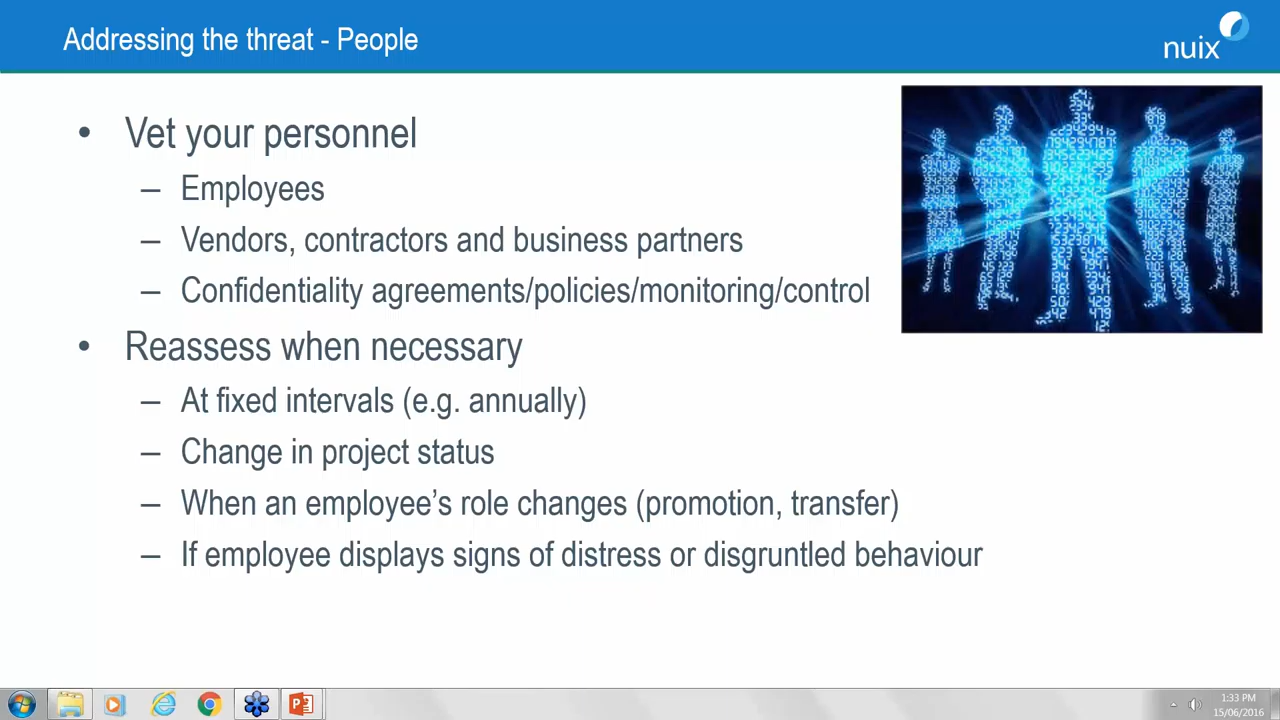 Addressing the threat - People
nuix
• Vet your personnel
– Employees
– Vendors, contractors and business partners
– Confidentiality agreements/policies/monitoring/control
• Reassess when necessary
– At fixed intervals (e.g. annually)
– Change in project status
– When an employee’s role changes (promotion, transfer)
– If employee displays signs of distress or disgruntled behaviour
1:33 PM
15/06/2016